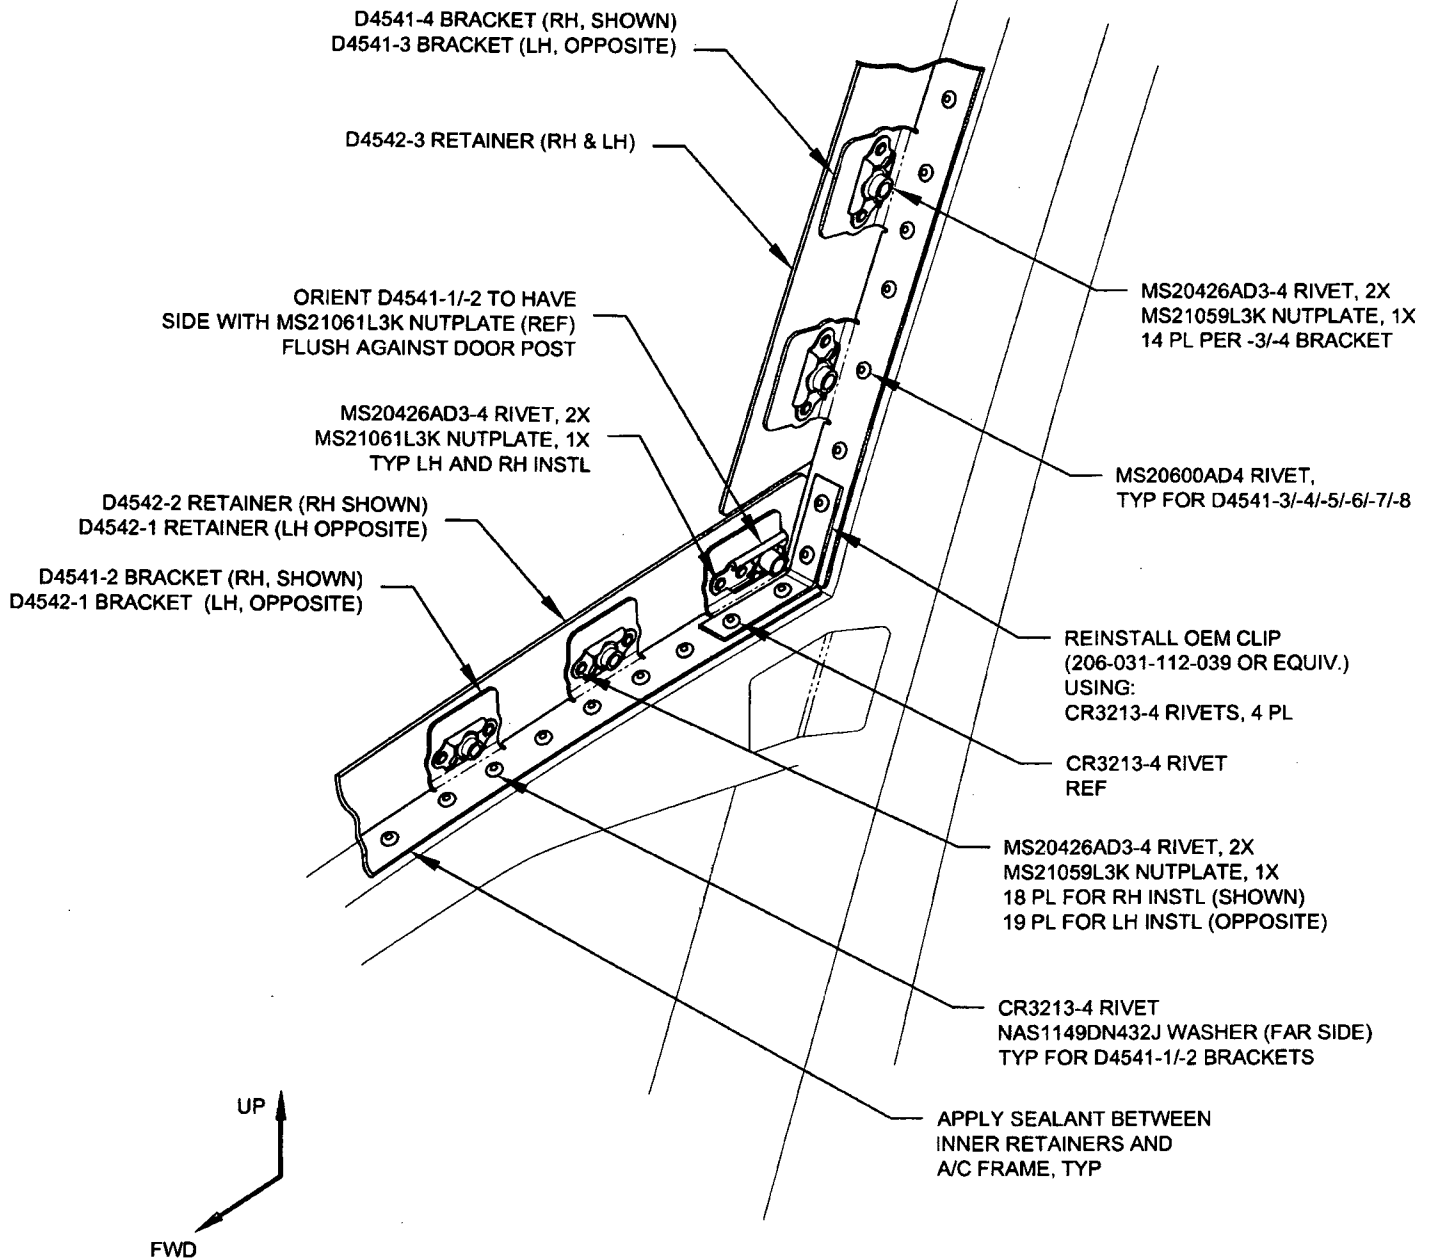 D4541-4 BRACKET (RH, SHOWN)
D4541-3 BRACKET (LH, OPPOSITE)
D4542-3 RETAINER (RH & LH)
ORIENT D4541-1/-2 TO HAVE
SIDE WITH MS21061L3K NUTPLATE (REF)
FLUSH AGAINST DOOR POST
MS20426AD3-4 RIVET, 2X
MS21061L3K NUTPLATE, 1X
TYP LH AND RH INSTL
D4542-2 RETAINER (RH SHOWN)
D4542-1 RETAINER (LH OPPOSITE)
D4541-2 BRACKET (RH, SHOWN)
D4542-1 BRACKET (LH, OPPOSITE)
MS20426AD3-4 RIVET, 2X
MS21059L3K NUTPLATE, 1X
14 PL PER -3/-4 BRACKET
MS20600AD4 RIVET,
TYP FOR D4541-3/-4/-5/-6/-7/-8
REINSTALL OEM CLIP
(206-031-112-039 OR EQUIV.)
USING:
CR3213-4 RIVETS, 4 PL
CR3213-4 RIVET
REF
MS20426AD3-4 RIVET, 2X
MS21059L3K NUTPLATE, 1X
18 PL FOR RH INSTL (SHOWN)
19 PL FOR LH INSTL (OPPOSITE)
CR3213-4 RIVET
NAS1149DN432J WASHER (FAR SIDE)
TYP FOR D4541-1/-2 BRACKETS
APPLY SEALANT BETWEEN
INNER RETAINERS AND
A/C FRAME, TYP
UP
FWD